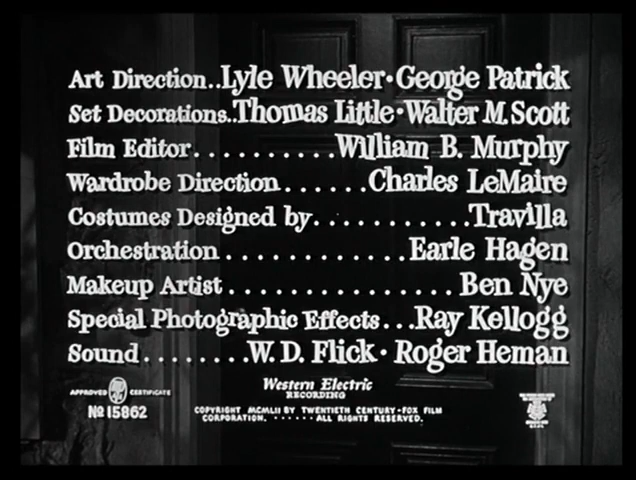 Art Direction..Lyle Wheeler·George Patrick
Set Decorations..Thomas Little·Walter M. Scott
Film Editor...........William B. Murphy
Wardrobe Direction......Charles LeMaire
Costumes Designed by...........Travilla
Orchestration.............Earle Hagen
Makeup Artist...............Ben Nye
Special Photographic Effects...Ray Kellogg
Sound........W. D. Flick·Roger Heman
APPROVED CERTIFICATE
No 15862
Western Electric
RECORDING
COPYRIGHT MCMLII BY TWENTIETH CENTURY-FOX FILM
CORPORATION. ······ALL RIGHTS RESERVED.